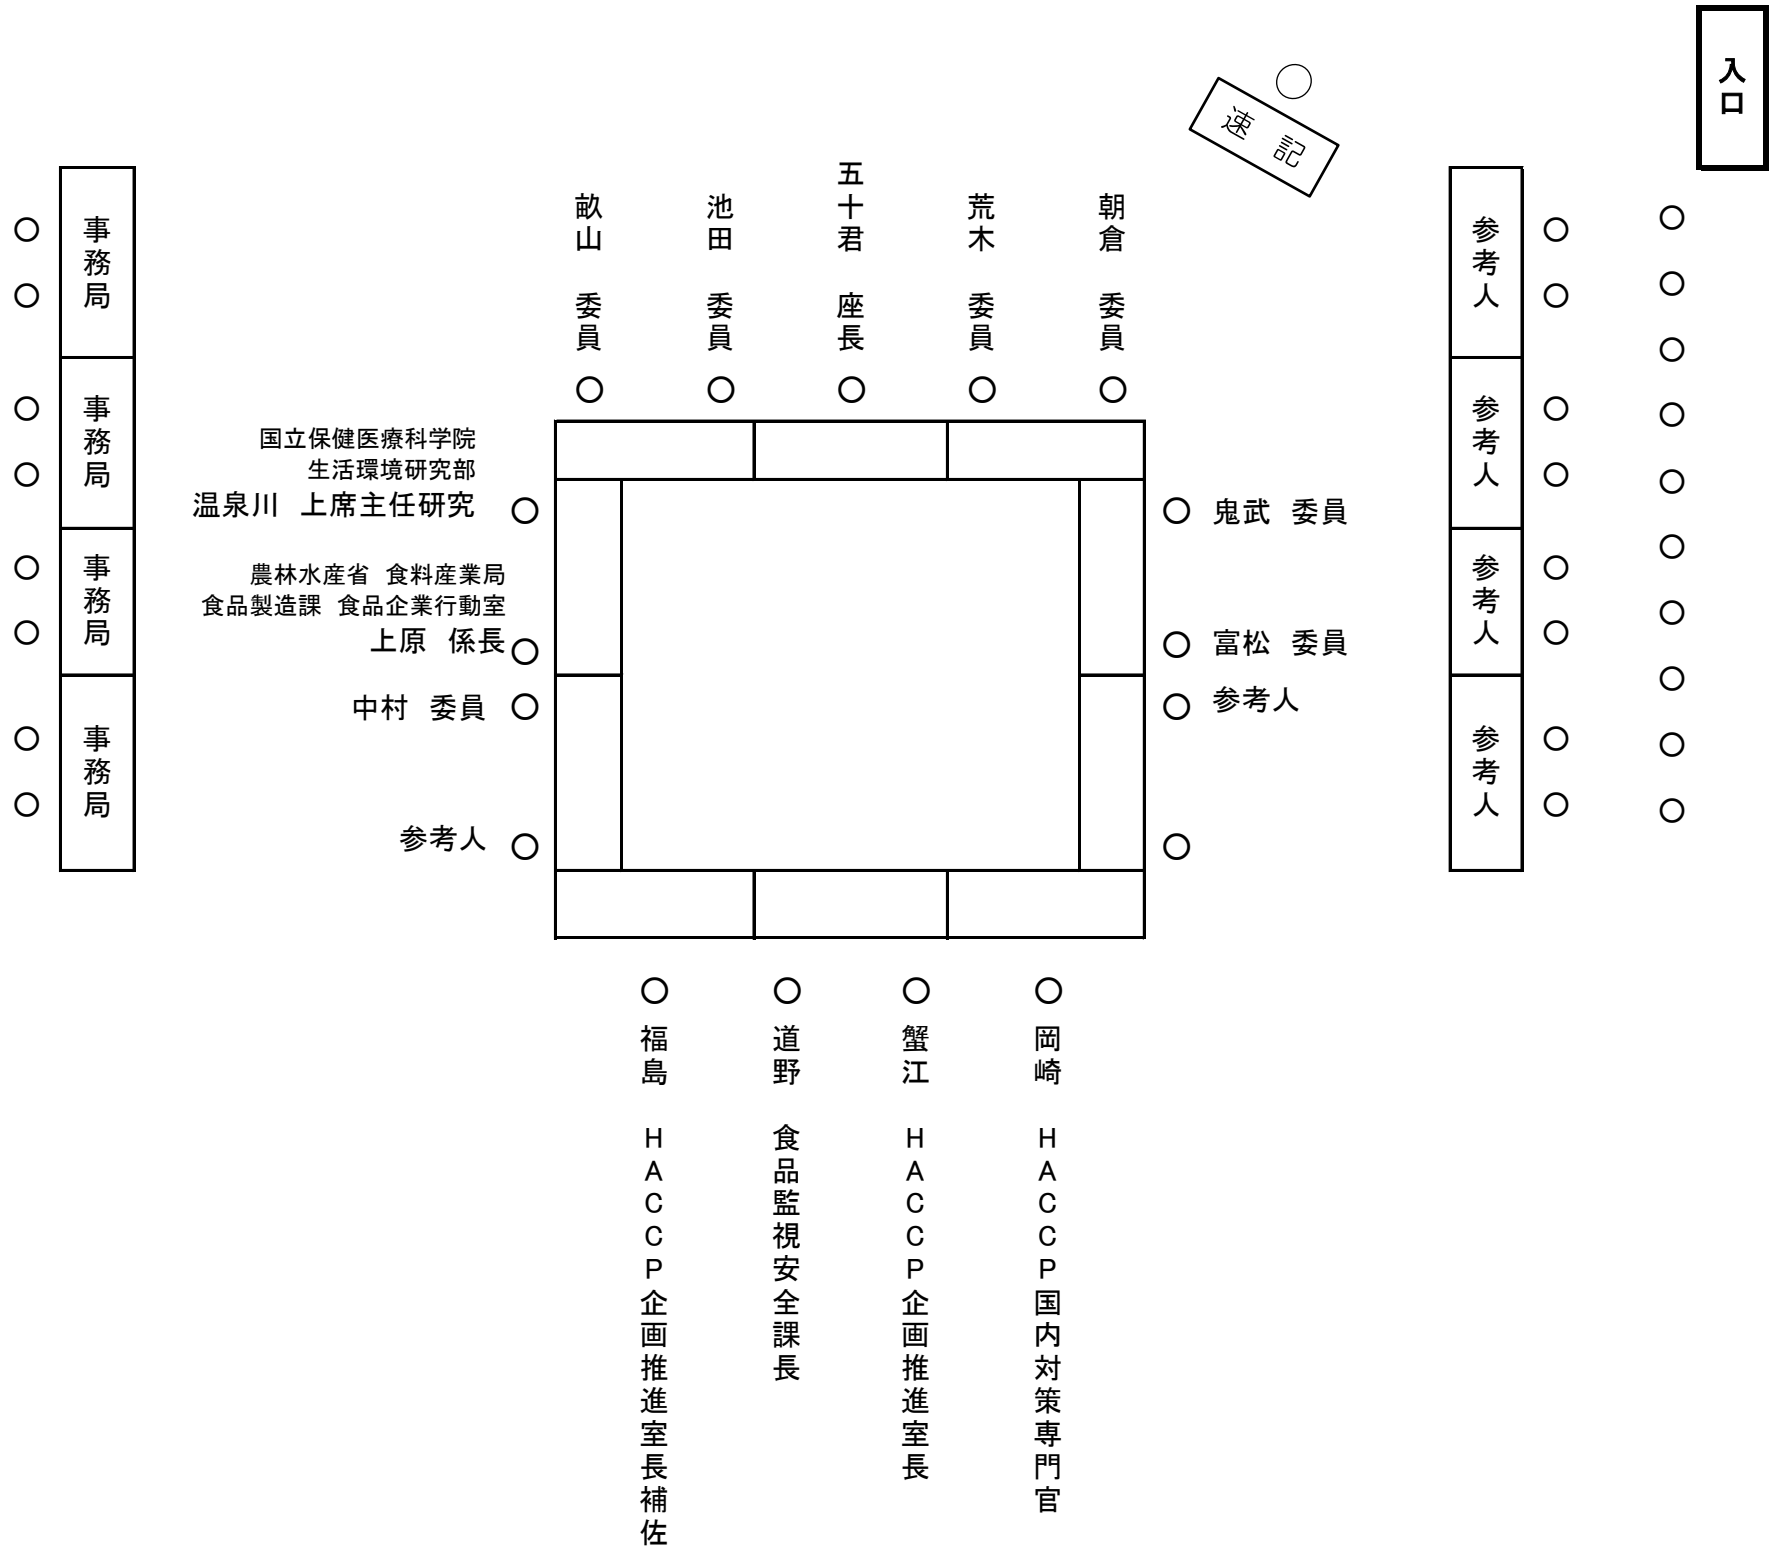 入口
速記
畝山　委員
池田　委員
五十君　座長
荒木　委員
朝倉　委員
事務局
事務局
事務局
事務局
国立保健医療科学院
生活環境研究部
温泉川　上席主任研究
農林水産省　食料産業局
食品製造課　食品企業行動室
上原　係長
中村　委員
参考人
鬼武　委員
富松　委員
参考人
参考人
参考人
参考人
参考人
福島　HACCP企画推進室長補佐
道野　食品監視安全課長
蟹江　HACCP企画推進室長
岡崎　HACCP国内対策専門官